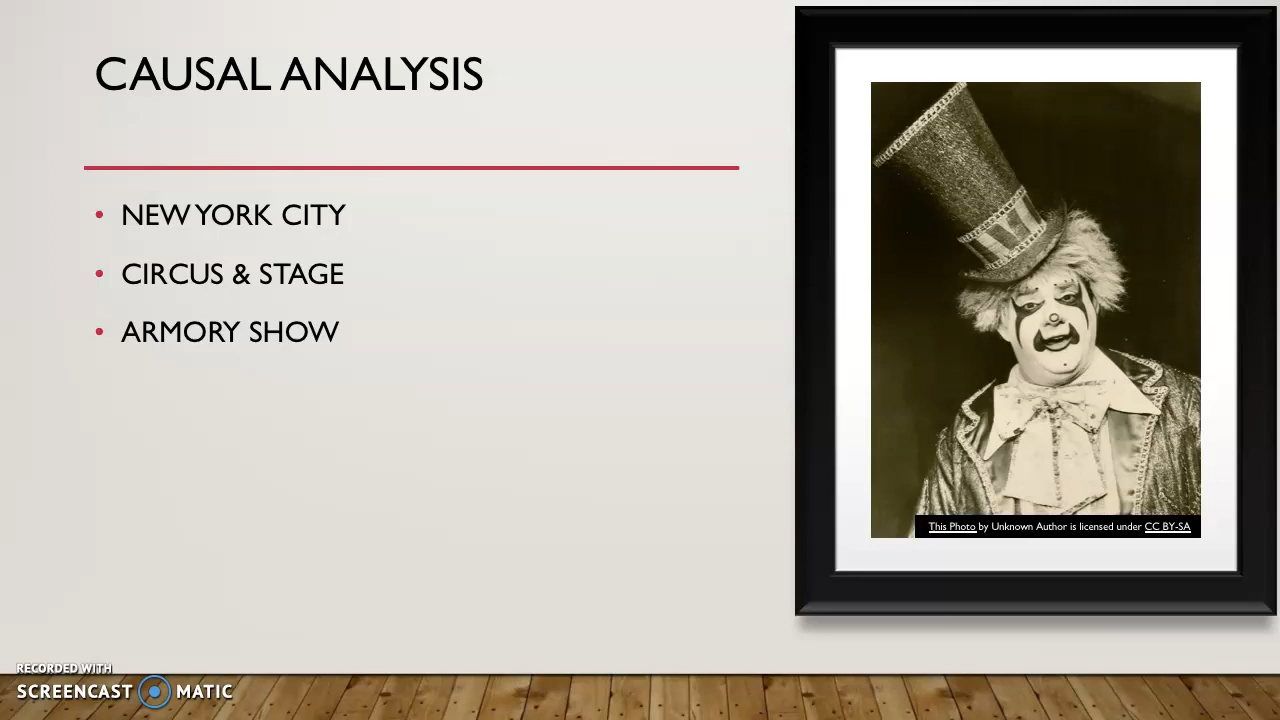 CAUSAL ANALYSIS
• NEW YORK CITY
• CIRCUS & STAGE
• ARMORY SHOW
This Photo by Unknown Author is licensed under CC BY-SA
RECORDED WITH
SCREENCAST MATIC